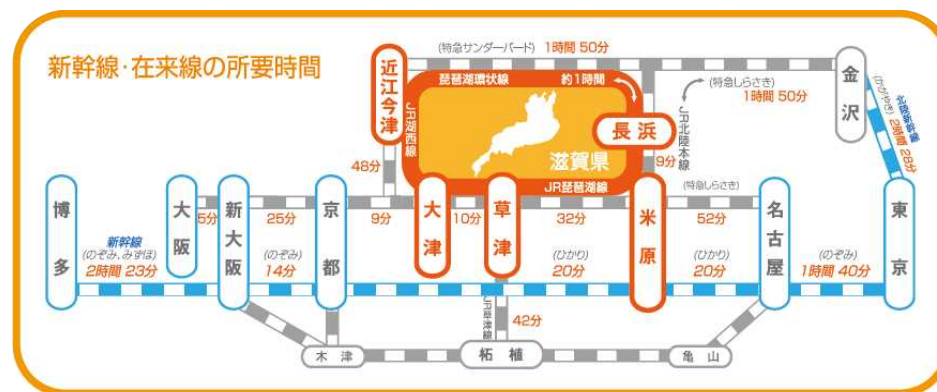 新幹線・在来線の所要時間
(特急サンダーバード) 1時間50分
近江今津
琵琶湖環状線 約1時間
JR湖西線
滋賀県
長浜
JR琵琶湖線
9分
JR北陸本線
(特急しらさぎ)
1時間50分
金沢
北陸新幹線
(かがやき)
2時間28分
48分
博多
大阪
新大阪
京都
大津
草津
米原
名古屋
東京
5分
25分
9分
10分
32分
(特急しらさぎ)
52分
新幹線
(のぞみ、みずほ)
2時間23分
(のぞみ)
14分
(ひかり)
20分
(ひかり)
20分
(のぞみ)
1時間40分
JR草津線
42分
木津
柘植
亀山